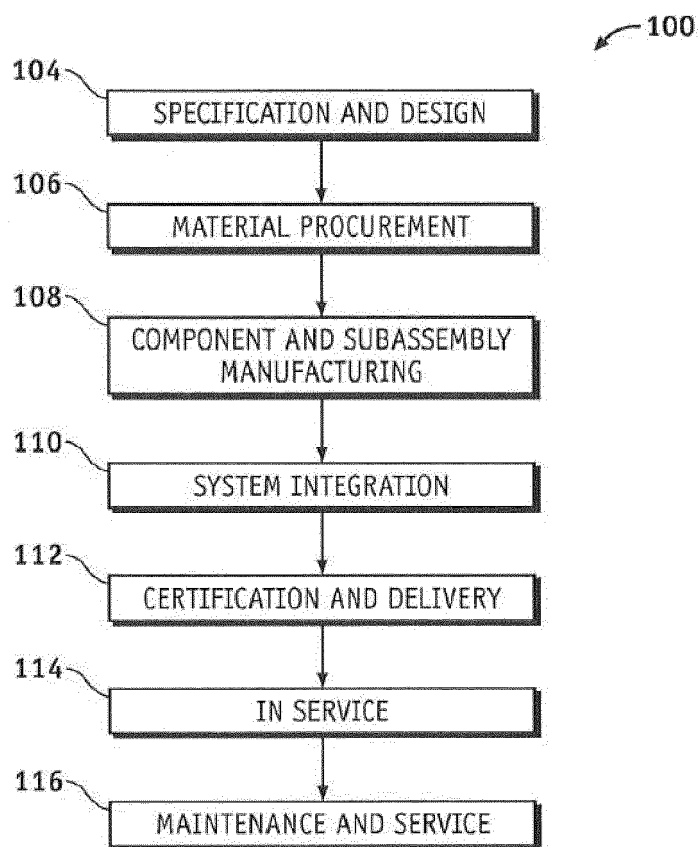 100
104
SPECIFICATION AND DESIGN
106
MATERIAL PROCUREMENT
108
COMPONENT AND SUBASSEMBLY
MANUFACTURING
110
SYSTEM INTEGRATION
112
CERTIFICATION AND DELIVERY
114
IN SERVICE
116
MAINTENANCE AND SERVICE